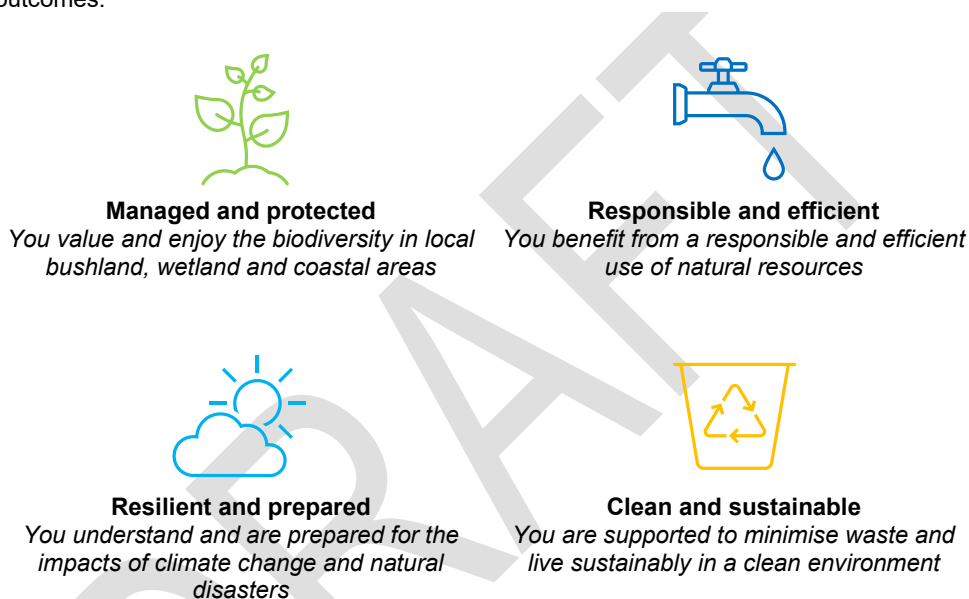 outcomes:
Managed and protected
You value and enjoy the biodiversity in local
bushland, wetland and coastal areas
Responsible and efficient
You benefit from a responsible and efficient
use of natural resources
Resilient and prepared
You understand and are prepared for the
impacts of climate change and natural
disasters
Clean and sustainable
You are supported to minimise waste and
live sustainably in a clean environment
DRAFT